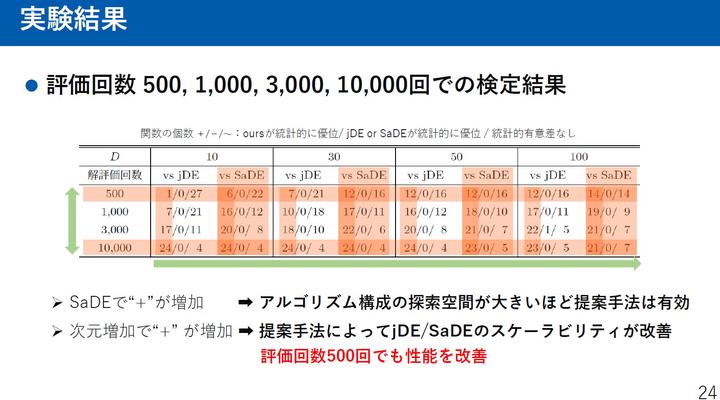 実験結果
評価回数 500, 1,000, 3,000, 10,000回での検定結果
関数の個数 +/−/∼：oursが統計的に優位/ jDE or SaDEが統計的に優位 / 統計的有意差なし
D 10 30 50 100
解評価回数 vs jDE vs SaDE vs jDE vs SaDE vs jDE vs SaDE vs jDE vs SaDE
500 1/0/27 6/0/22 7/0/21 12/0/16 12/0/16 12/0/16 12/0/16 14/0/14
1,000 7/0/21 16/0/12 10/0/18 17/0/11 16/0/12 18/0/10 17/0/11 19/0/ 9
3,000 17/0/11 20/0/ 8 18/0/10 22/0/ 6 20/0/ 8 21/0/ 7 22/1/ 5 21/0/ 7
10,000 24/0/ 4 24/0/ 4 24/0/ 4 24/0/ 4 24/0/ 4 23/0/ 5 23/0/ 5 21/0/ 7
➢ SaDEで“+”が増加 ➡ アルゴリズム構成の探索空間が大きいほど提案手法は有効
➢ 次元増加で“+” が増加 ➡ 提案手法によってjDE/SaDEのスケーラビリティが改善
評価回数500回でも性能を改善
24